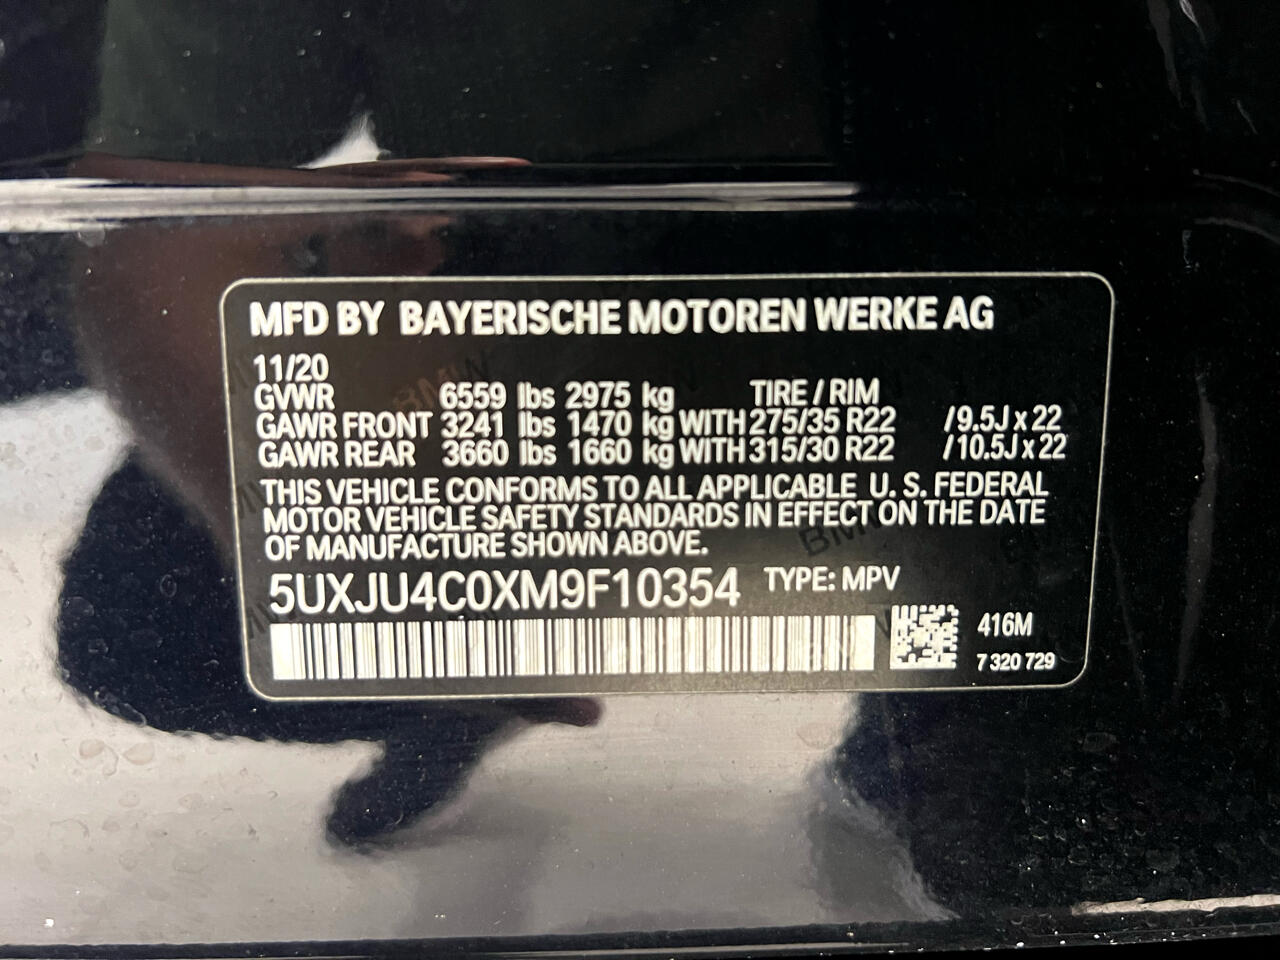 MFD BY BAYERISCHE MOTOREN WERKE AG
11/20
GVWR 6559 lbs 2975 kg TIRE / RIM
GAWR FRONT 3241 lbs 1470 kg WITH 275/35 R22 /9.5J x 22
GAWR REAR 3660 lbs 1660 kg WITH 315/30 R22 /10.5J x 22
THIS VEHICLE CONFORMS TO ALL APPLICABLE U. S. FEDERAL
MOTOR VEHICLE SAFETY STANDARDS IN EFFECT ON THE DATE
OF MANUFACTURE SHOWN ABOVE.
5UXJU4C0XM9F10354 TYPE: MPV
416M
7 320 729